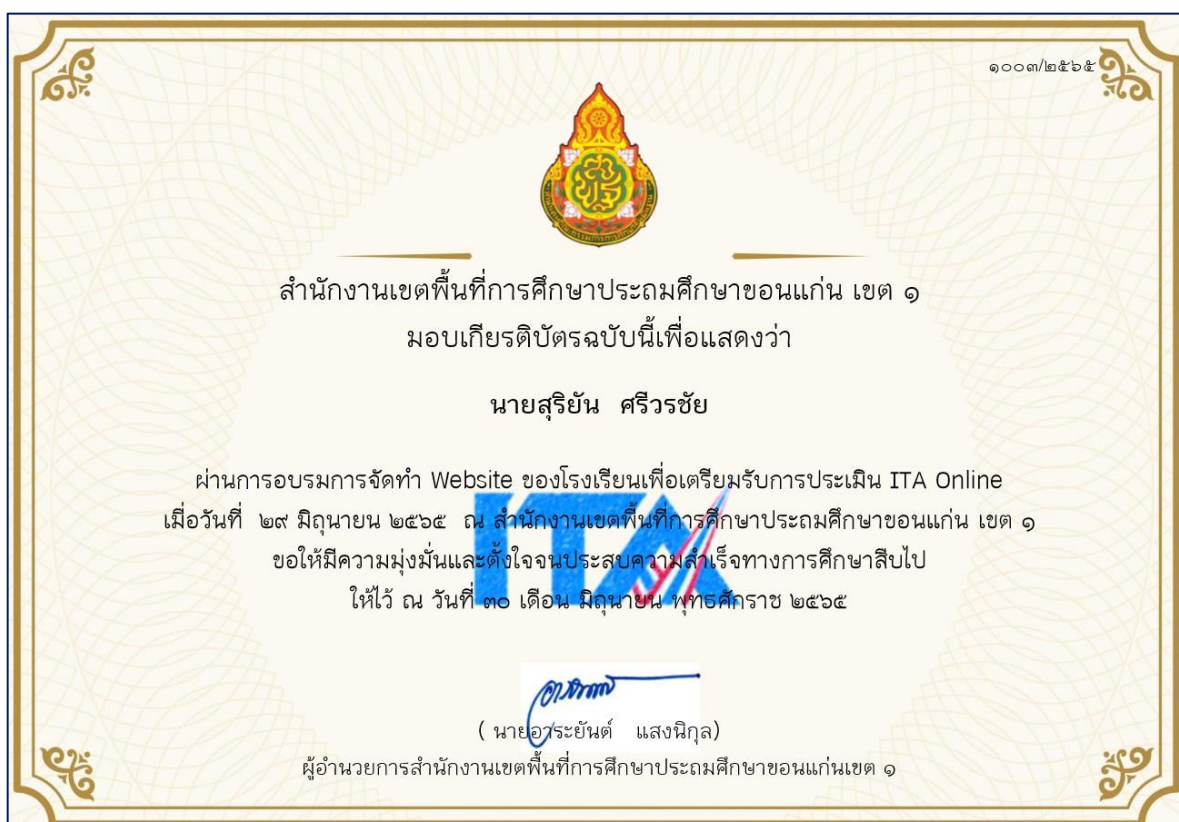 ๑๐๐๓/๒๕๖๕
สำนักงานเขตพื้นที่การศึกษาประถมศึกษาขอนแก่น เขต ๑
มอบเกียรติบัตรฉบับนี้เพื่อแสดงว่า
นายสุริยัน ศรีวรชัย
ผ่านการอบรมการจัดทำ Website ของโรงเรียนเพื่อเตรียมรับการประเมิน ITA Online
เมื่อวันที่ ๒๙ มิถุนายน ๒๕๖๕ ณ สำนักงานเขตพื้นที่การศึกษาประถมศึกษาขอนแก่น เขต ๑
ขอให้มีความมุ่งมั่นและตั้งใจจนประสบความสำเร็จทางการศึกษาสืบไป
ให้ไว้ ณ วันที่ ๓๐ เดือน มิถุนายน พุทธศักราช ๒๕๖๕
ITA
( นายอาระยันต์ แสงนิกุล)
ผู้อำนวยการสำนักงานเขตพื้นที่การศึกษาประถมศึกษาขอนแก่นเขต ๑